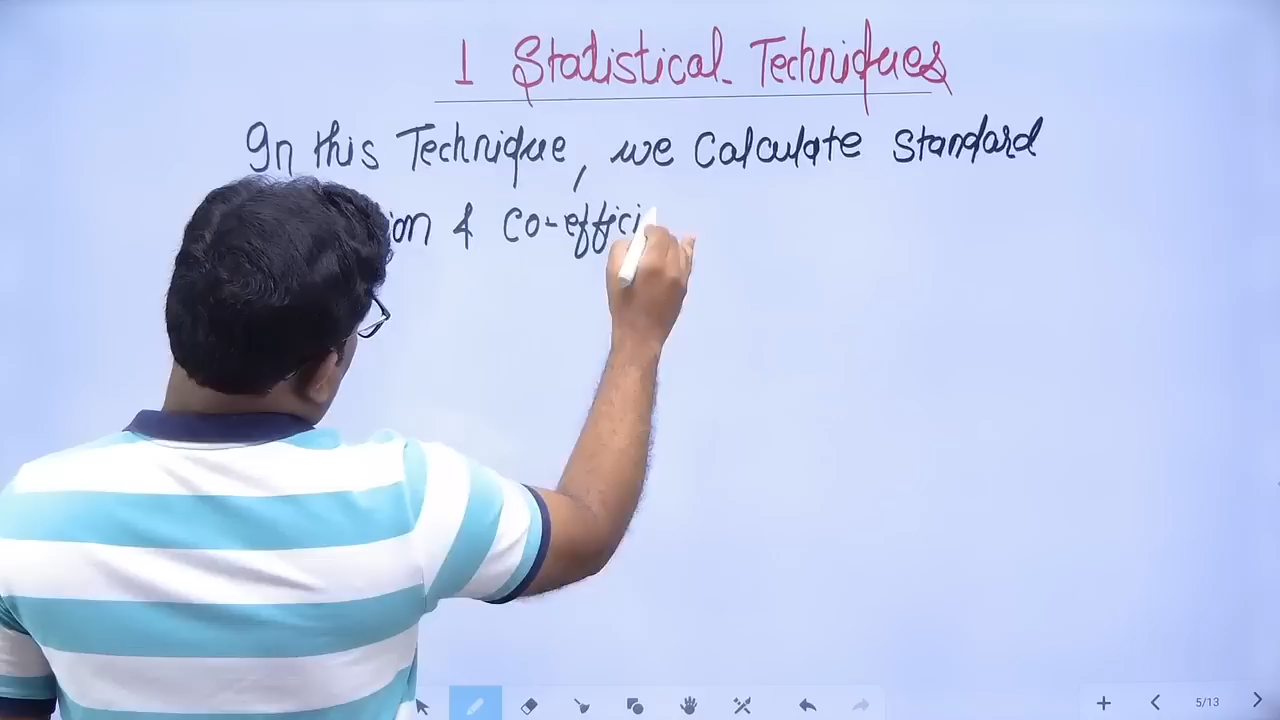 1 Statistical Techniques
In this Technique, we Calculate Standard
ion & Co-effici
5/13